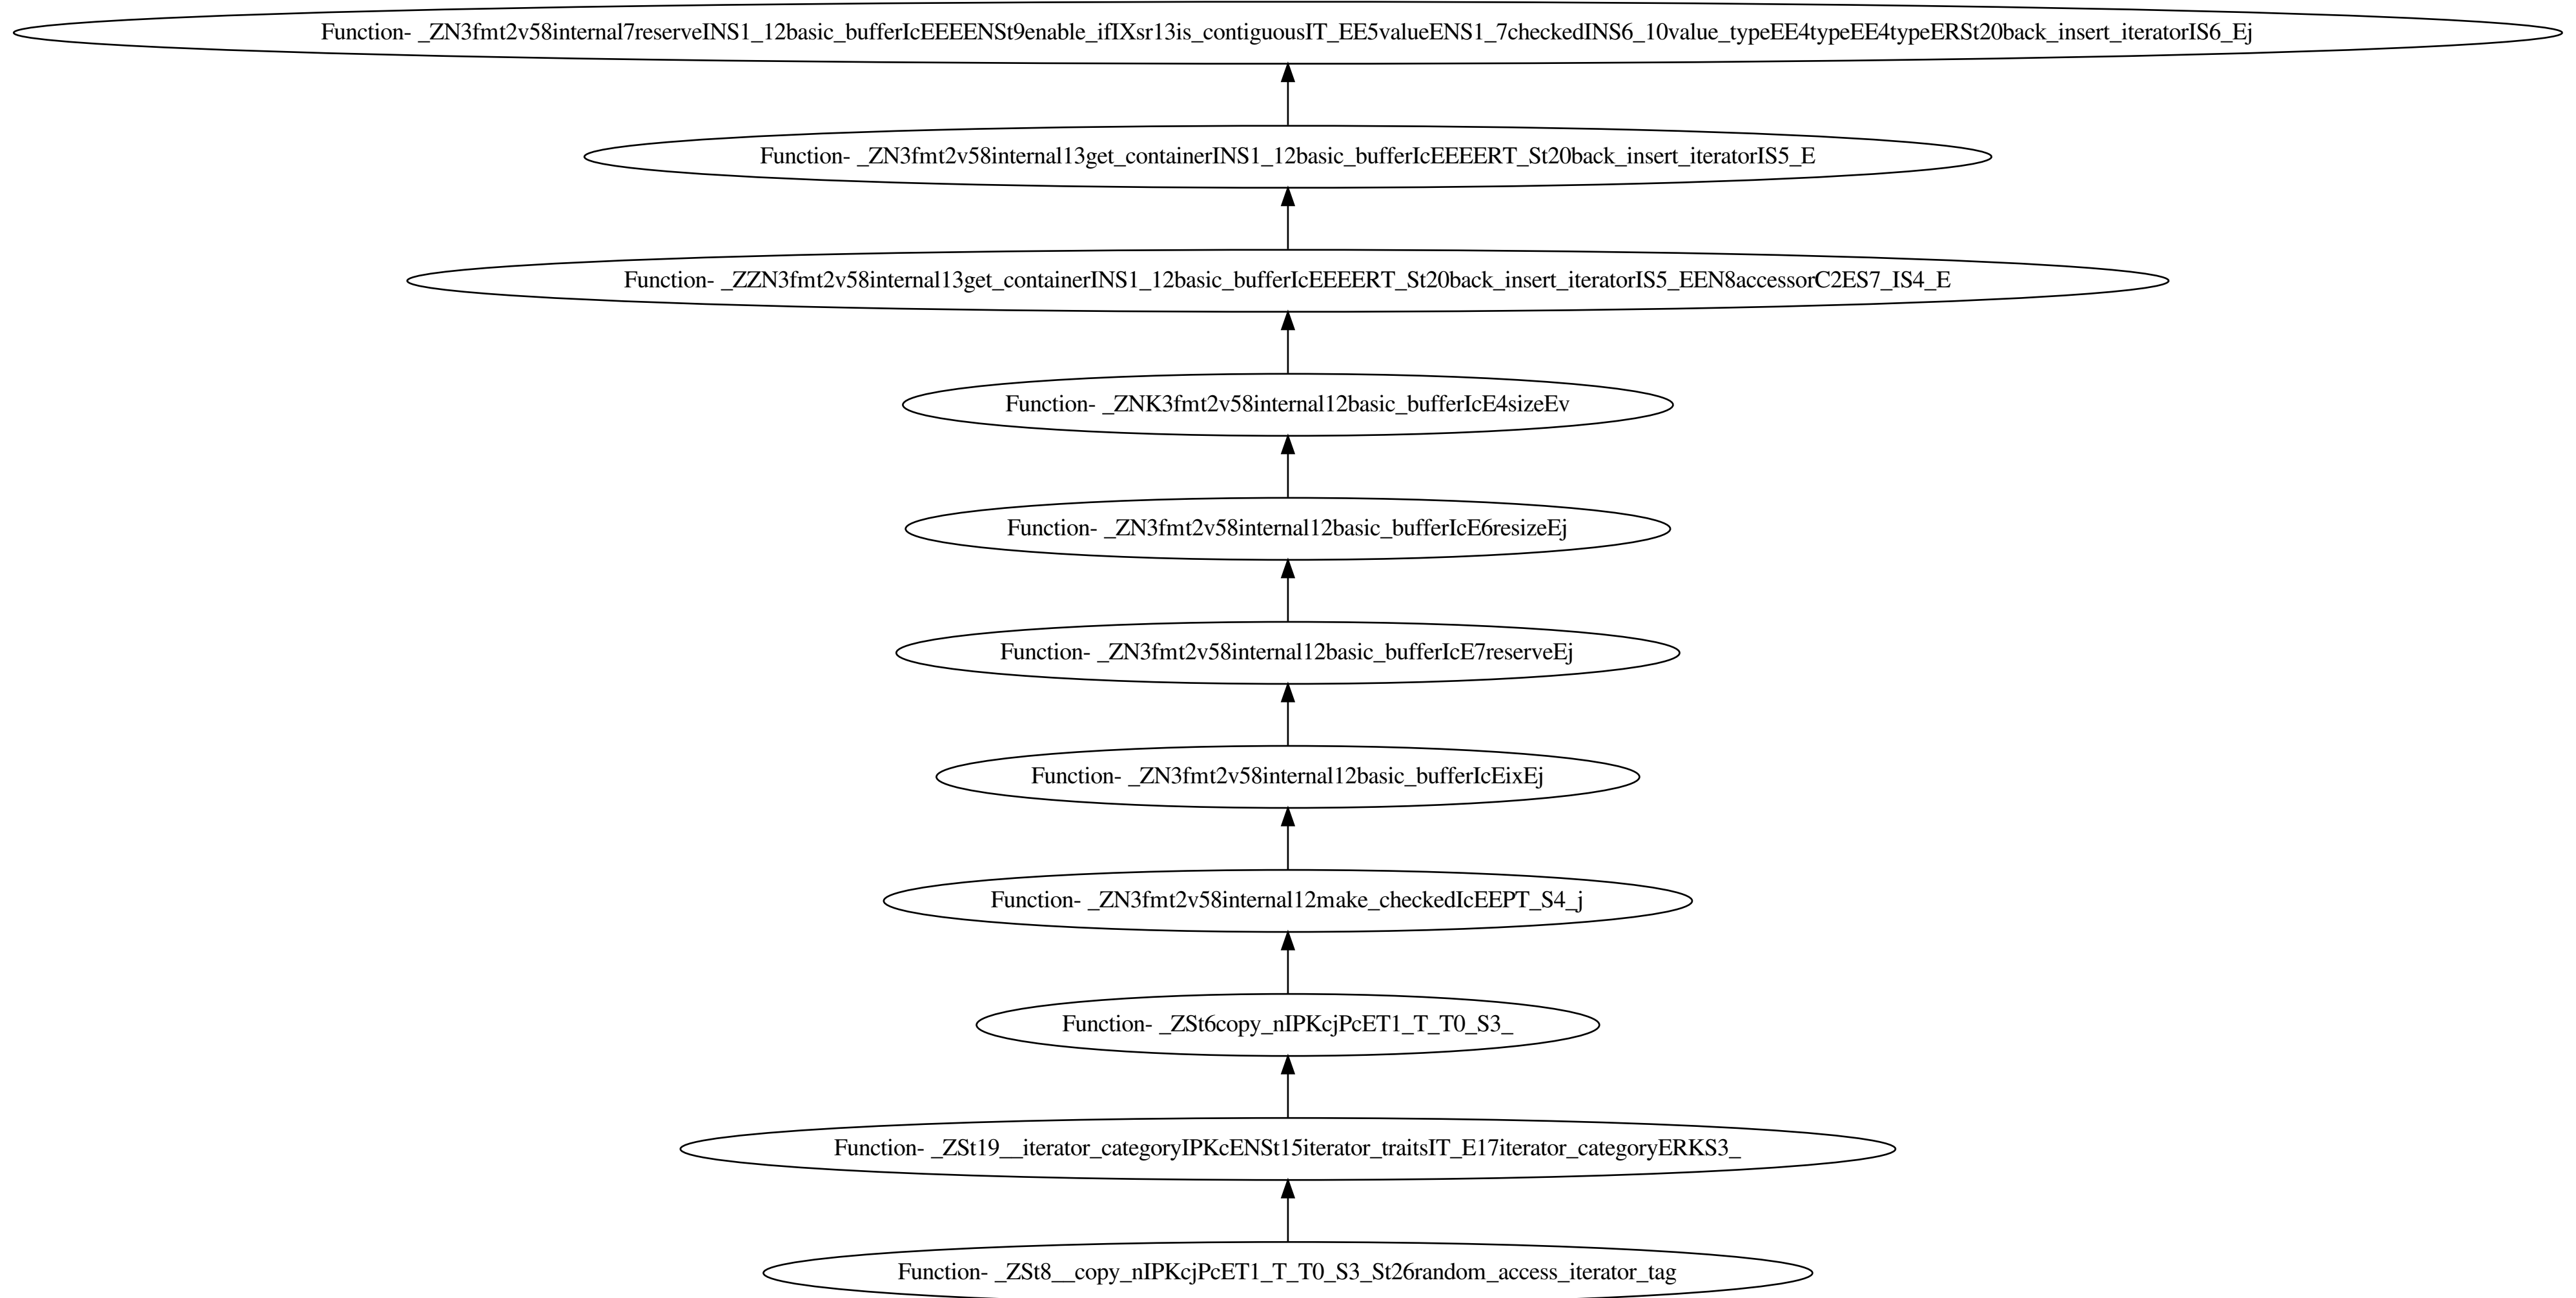 Function- _ZN3fmt2v58internal7reserveINS1_12basic_bufferIcEEEENSt9enable_ifIXsr13is_contiguousIT_EE5valueENS1_7checkedINS6_10value_typeEE4typeEE4typeERSt20back_insert_iteratorIS6_Ej
Function- _ZN3fmt2v58internal13get_containerINS1_12basic_bufferIcEEEERT_St20back_insert_iteratorIS5_E
Function- _ZZN3fmt2v58internal13get_containerINS1_12basic_bufferIcEEEERT_St20back_insert_iteratorIS5_EEN8accessorC2ES7_IS4_E
Function- _ZNK3fmt2v58internal12basic_bufferIcE4sizeEv
Function- _ZN3fmt2v58internal12basic_bufferIcE6resizeEj
Function- _ZN3fmt2v58internal12basic_bufferIcE7reserveEj
Function- _ZN3fmt2v58internal12basic_bufferIcEixEj
Function- _ZN3fmt2v58internal12make_checkedIcEEPT_S4_j
Function- _ZSt6copy_nIPKcjPcET1_T_T0_S3_
Function- _ZSt19__iterator_categoryIPKcENSt15iterator_traitsIT_E17iterator_categoryERKS3_
Function- _ZSt8__copy_nIPKcjPcET1_T_T0_S3_St26random_access_iterator_tag